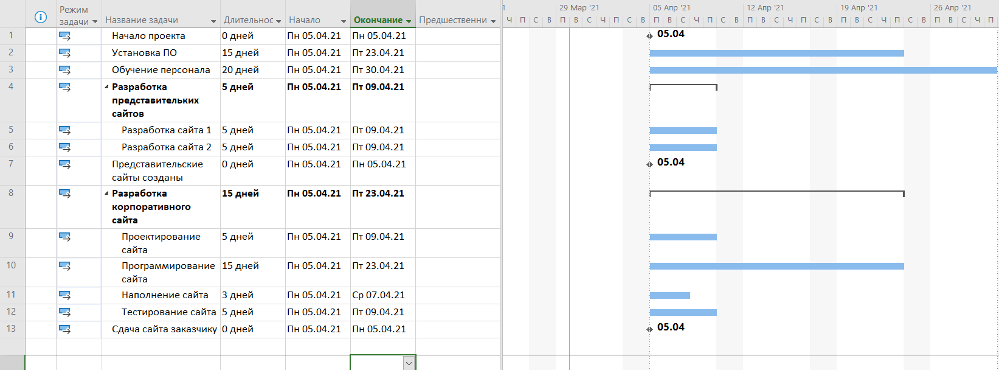 Режим задачи Название задачи Длительнос Начало Окончание Предшественни
1 29 Мар '21 05 Апр '21 12 Апр '21 19 Апр '21 26 Апр '21
Ч П С В П В С Ч П С В П В С Ч П С В П В С Ч П С В П В С Ч П С В П В С Ч П
1 Начало проекта 0 дней Пн 05.04.21 Пн 05.04.21 05.04
2 Установка ПО 15 дней Пн 05.04.21 Пт 23.04.21
3 Обучение персонала 20 дней Пн 05.04.21 Пт 30.04.21
4 Разработка 5 дней Пн 05.04.21 Пт 09.04.21
представительких
сайтов
5 Разработка сайта 1 5 дней Пн 05.04.21 Пт 09.04.21
6 Разработка сайта 2 5 дней Пн 05.04.21 Пт 09.04.21
7 Представительские 0 дней Пн 05.04.21 Пн 05.04.21 05.04
сайты созданы
8 Разработка 15 дней Пн 05.04.21 Пт 23.04.21
корпоративного
сайта
9 Проектирование 5 дней Пн 05.04.21 Пт 09.04.21
сайта
10 Программирование 15 дней Пн 05.04.21 Пт 23.04.21
сайта
11 Наполнение сайта 3 дней Пн 05.04.21 Ср 07.04.21
12 Тестирование сайта 5 дней Пн 05.04.21 Пт 09.04.21
13 Сдача сайта заказчику 0 дней Пн 05.04.21 Пн 05.04.21 05.04